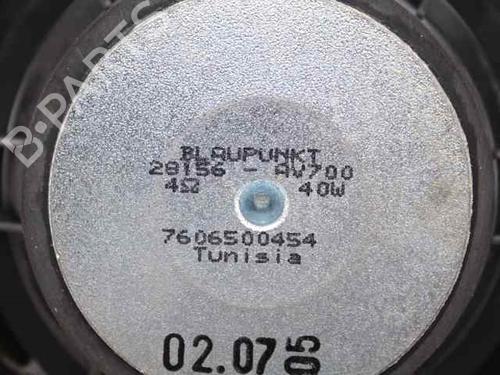 B-PARTS
BLAUPUNKT
28156 - AV700
4Ω 40W
7606500454
Tunisia
02.07 05